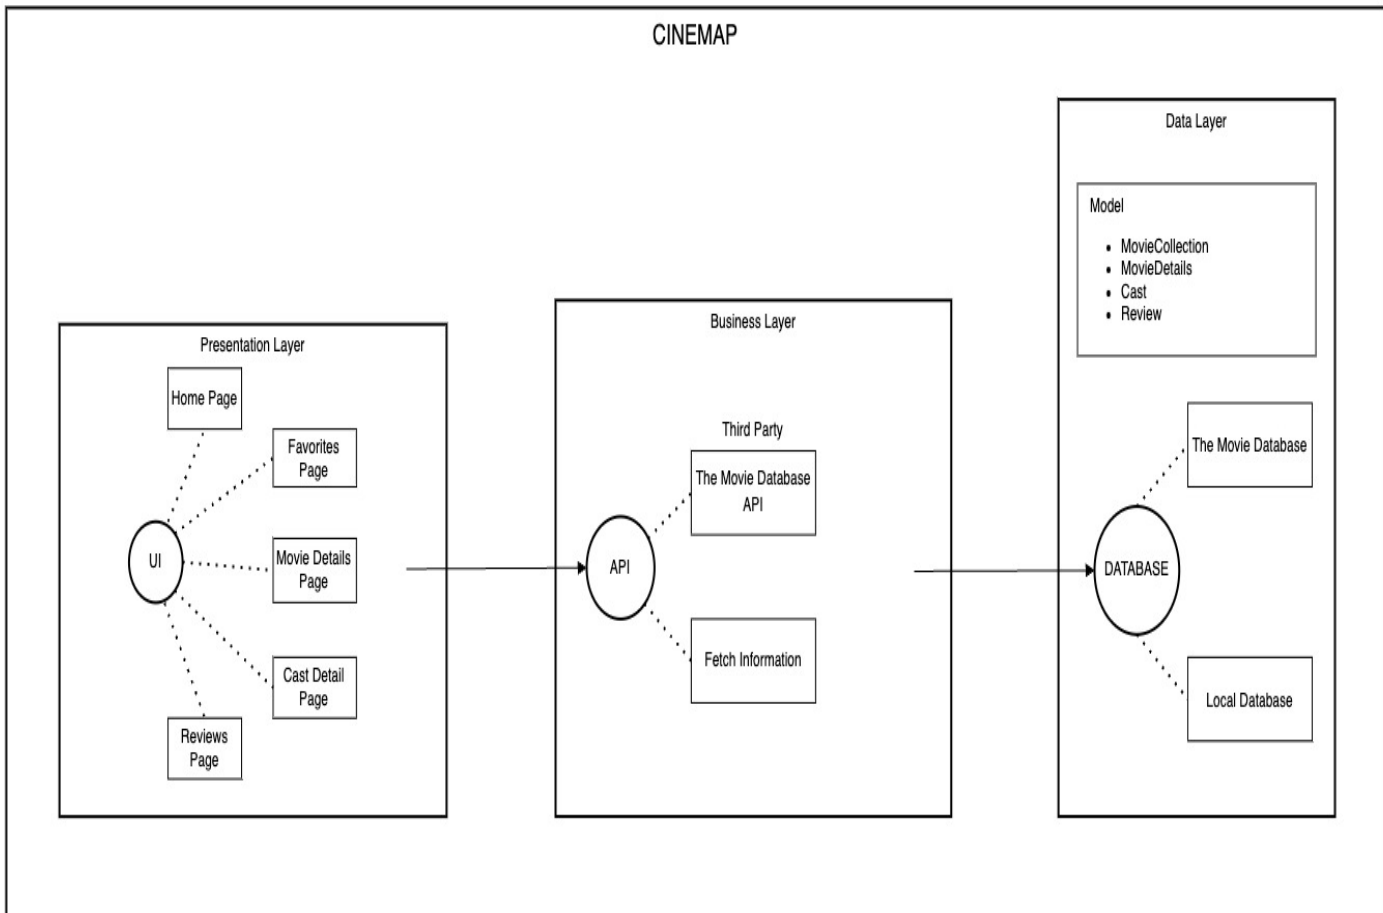 CINEMAP
Presentation Layer
Home Page
Favorites
Page
UI
Movie Details
Page
Cast Detail
Page
Reviews
Page
Business Layer
Third Party
The Movie Database
API
API
Fetch Information
Data Layer
Model
MovieCollection
MovieDetails
Cast
Review
The Movie Database
DATABASE
Local Database